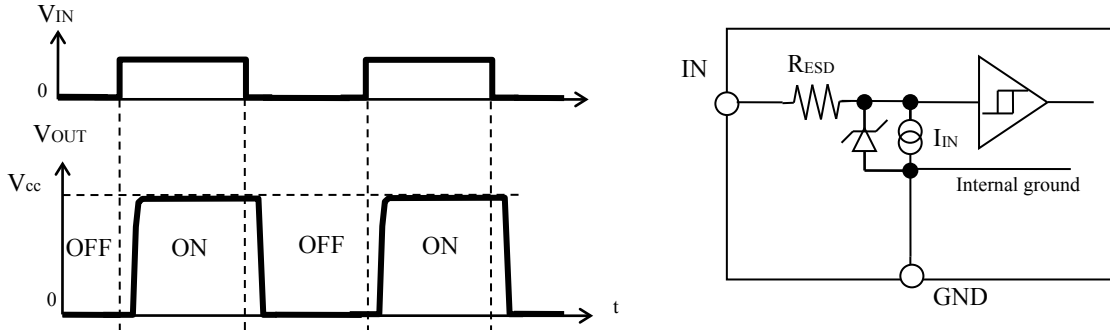 VIN
0
VOUT
Vcc
OFF
ON
OFF
ON
0
t
IN
RESD
IIN
Internal ground
GND